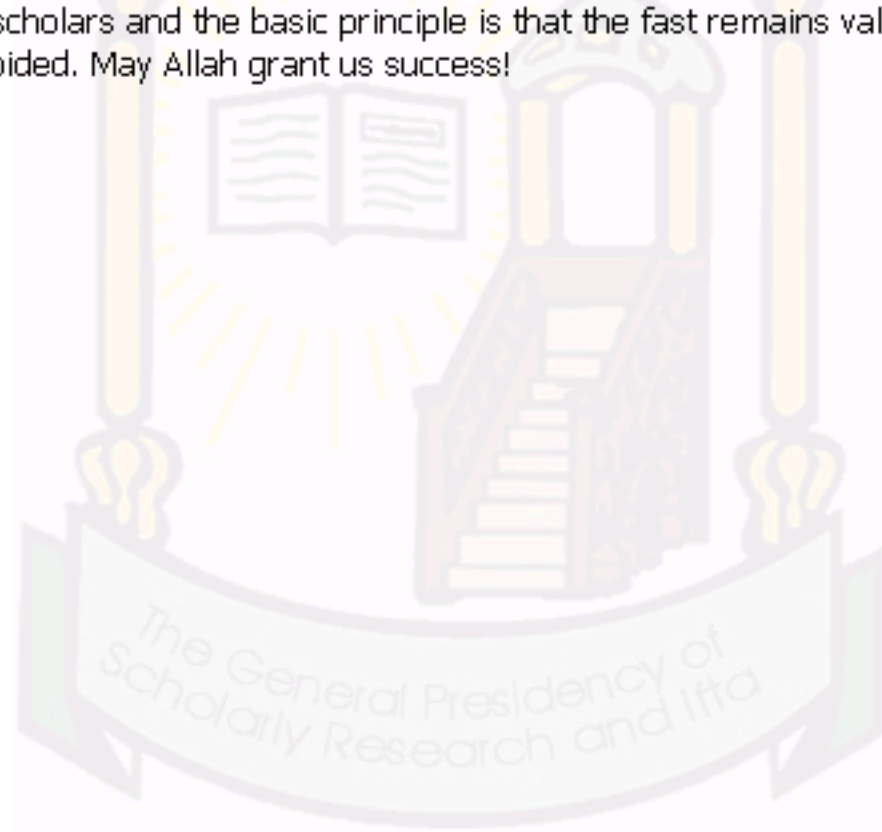 scholars and the basic principle is that the fast remains val
oided. May Allah grant us success!
The General Presidency of
Scholarly Research and Ifta